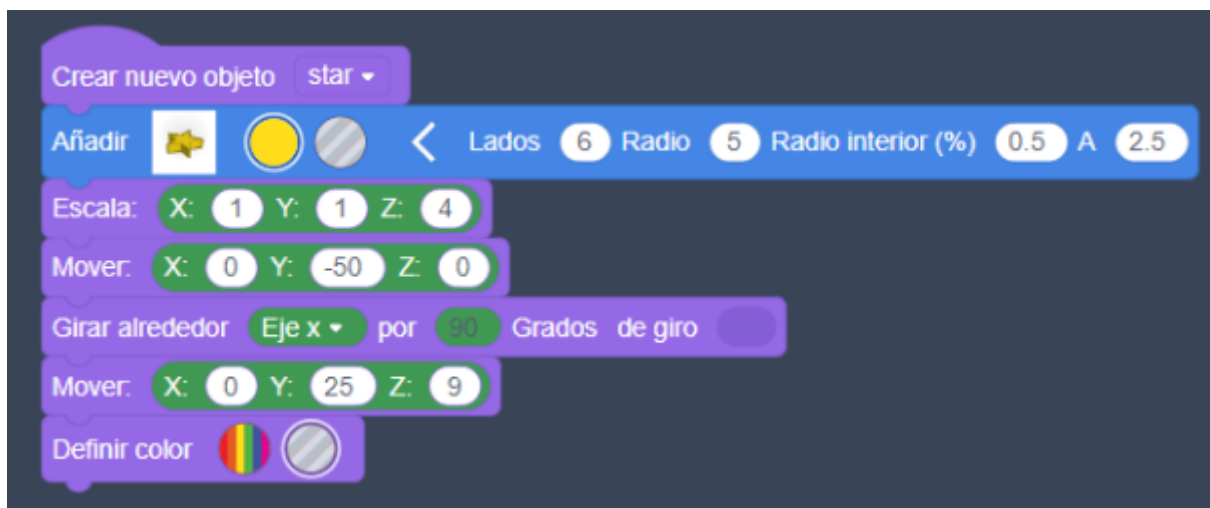 Crear nuevo objeto star
Añadir Lados 6 Radio 5 Radio interior (%) 0.5 A 2.5
Escala: X: 1 Y: 1 Z: 4
Mover: X: 0 Y: -50 Z: 0
Girar alrededor Eje x por 90 Grados de giro
Mover: X: 0 Y: 25 Z: 9
Definir color